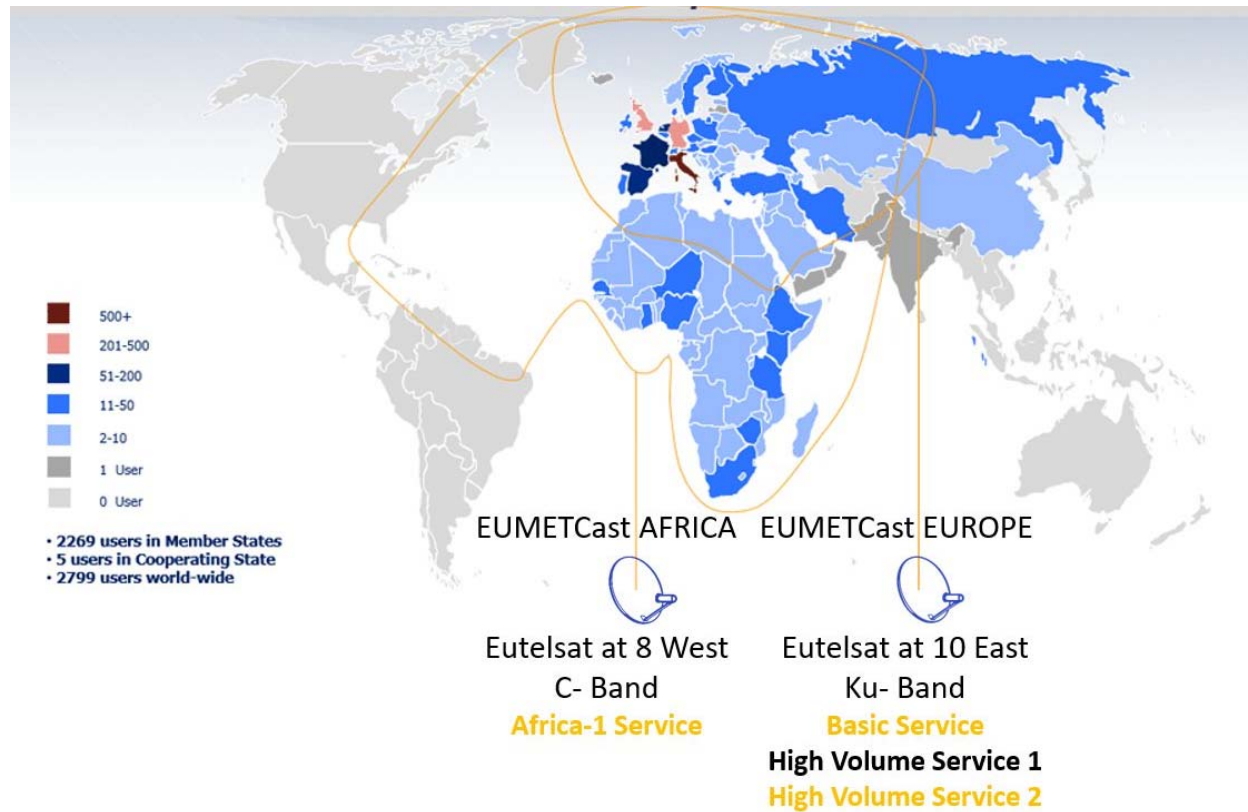 500+
201-500
51-200
11-50
2-10
1 User
0 User
• 2269 users in Member States
• 5 users in Cooperating State
• 2799 users world-wide
EUMETCast AFRICA
Eutelsat at 8 West
C- Band
Africa-1 Service
EUMETCast EUROPE
Eutelsat at 10 East
Ku- Band
Basic Service
High Volume Service 1
High Volume Service 2